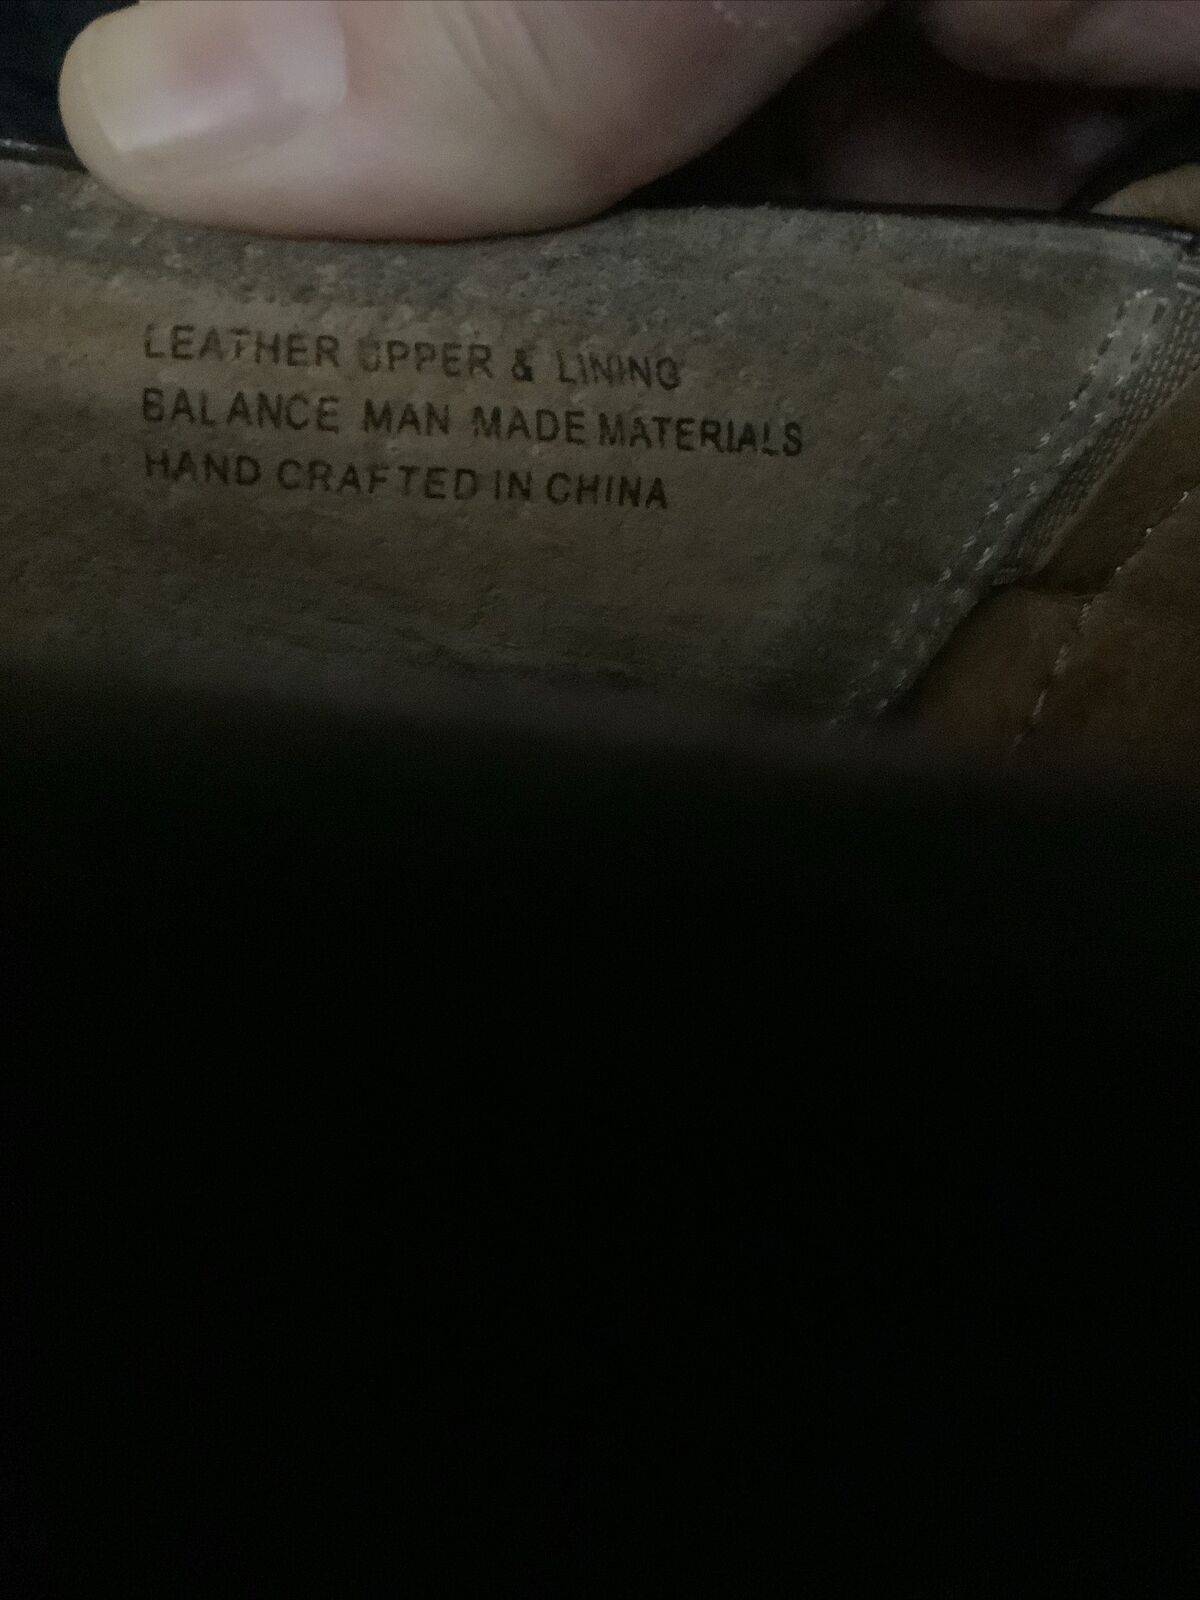 LEATHER UPPER & LINING
BALANCE MAN MADE MATERIALS
HAND CRAFTED IN CHINA